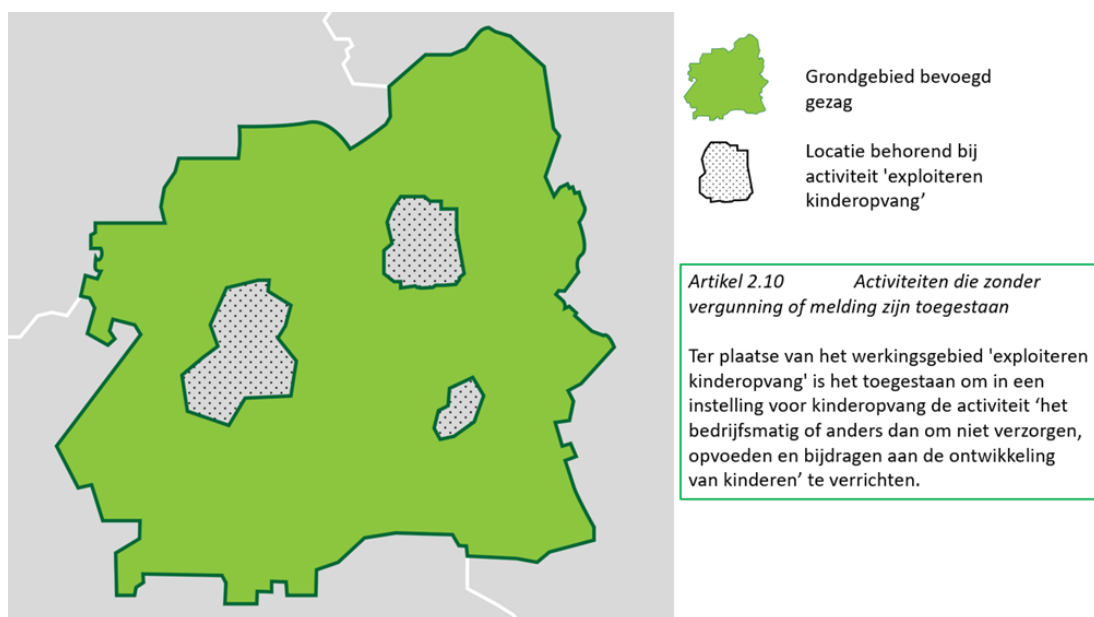 Grondgebied bevoegd
gezag
Locatie behorend bij
activiteit 'exploiteren
kinderopvang’
Artikel 2.10 Activiteiten die zonder
vergunning of melding zijn toegestaan
Ter plaatse van het werkingsgebied 'exploiteren
kinderopvang' is het toegestaan om in een
instelling voor kinderopvang de activiteit ‘het
bedrijfsmatig of anders dan om niet verzorgen,
opvoeden en bijdragen aan de ontwikkeling
van kinderen’ te verrichten.